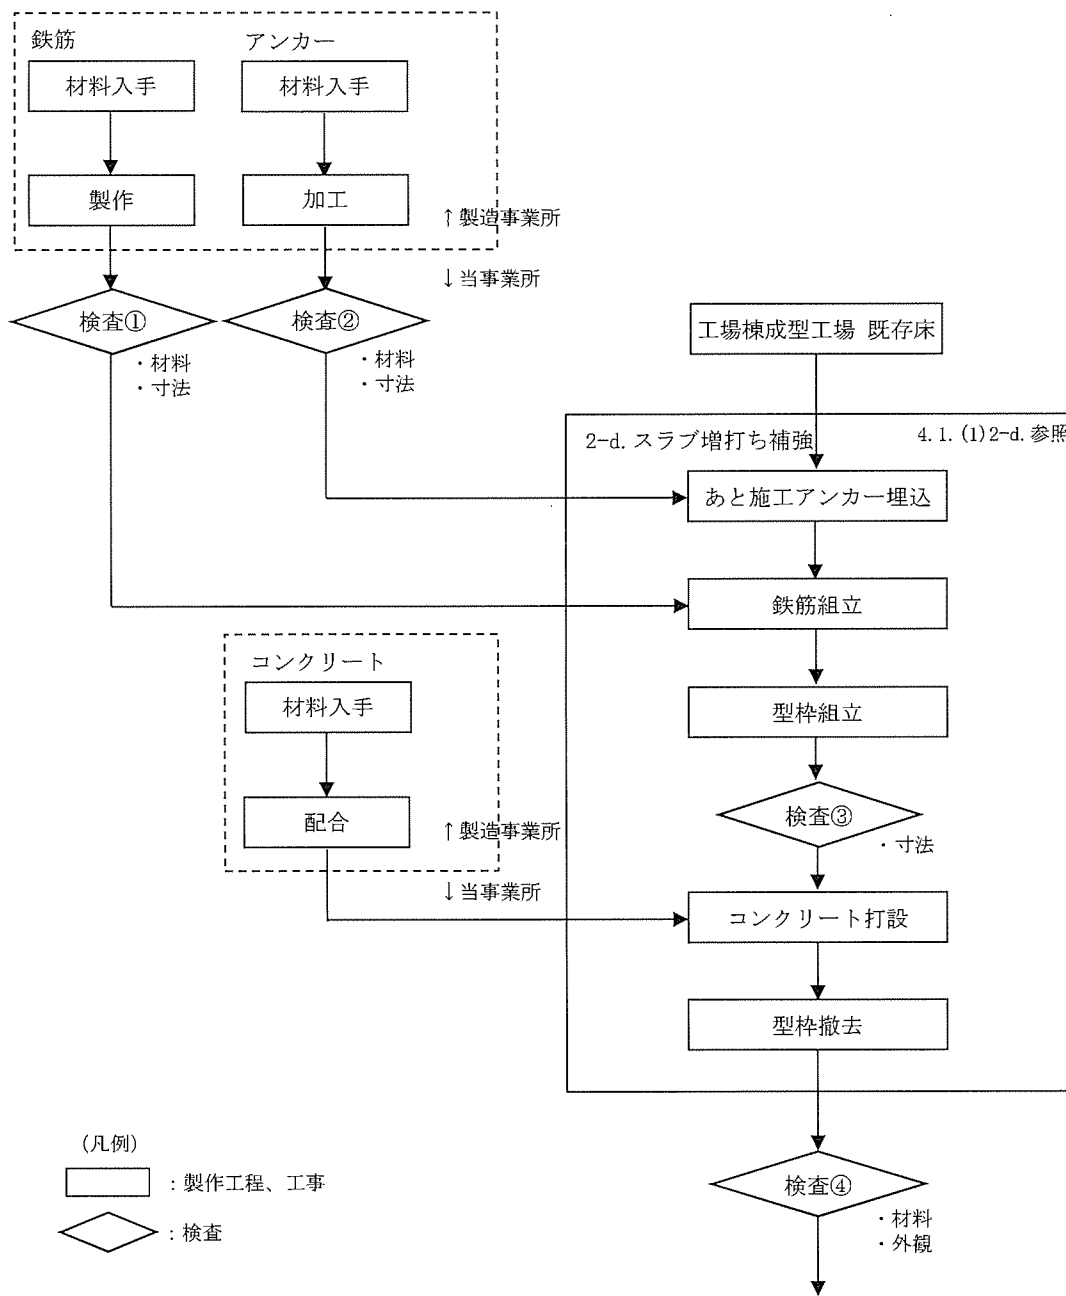 鉄筋
アンカー
材料入手
材料入手
製作
加工
↑製造事業所
↓当事業所
検査①
・材料
・寸法
検査②
・材料
・寸法
工場棟成型工場 既存床
2-d.スラブ増打ち補強
4.1.(1)2-d.参照
あと施工アンカー埋込
鉄筋組立
型枠組立
検査③
・寸法
コンクリート
材料入手
配合
↑製造事業所
↓当事業所
コンクリート打設
型枠撤去
検査④
・材料
・外観
(凡例)
：製作工程、工事
：検査